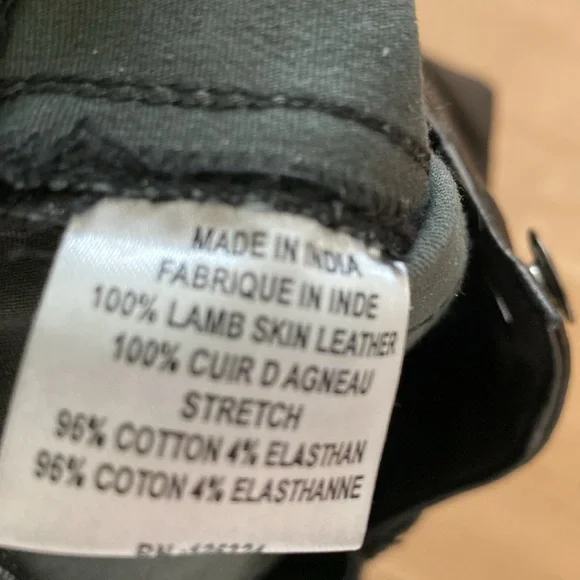 MADE IN INDIA
FABRIQUE IN INDE
100% LAMB SKIN LEATHER
100% CUIR D AGNEAU
STRETCH
96% COTTON 4% ELASTHAN
96% COTON 4% ELASTHANNE